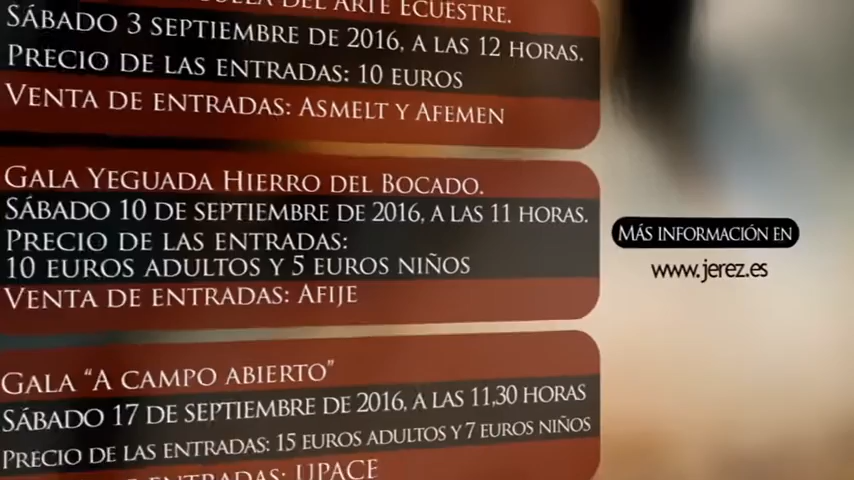 DEL ARTE ECUESTRE.
SÁBADO 3 SEPTIEMBRE DE 2016, A LAS 12 HORAS.
PRECIO DE LAS ENTRADAS: 10 EUROS
VENTA DE ENTRADAS: ASMELT Y AFEMEN
GALA YEGUADA HIERRO DEL BOCADO.
SÁBADO 10 DE SEPTIEMBRE DE 2016, A LAS 11 HORAS.
PRECIO DE LAS ENTRADAS:
10 EUROS ADULTOS Y 5 EUROS NIÑOS
VENTA DE ENTRADAS: AFIJE
GALA “A CAMPO ABIERTO”
SÁBADO 17 DE SEPTIEMBRE DE 2016, A LAS 11,30 HORAS
PRECIO DE LAS ENTRADAS: 15 EUROS ADULTOS Y 7 EUROS NIÑOS
ENTRADAS: UPACE
MÁS INFORMACIÓN EN
www.jerez.es